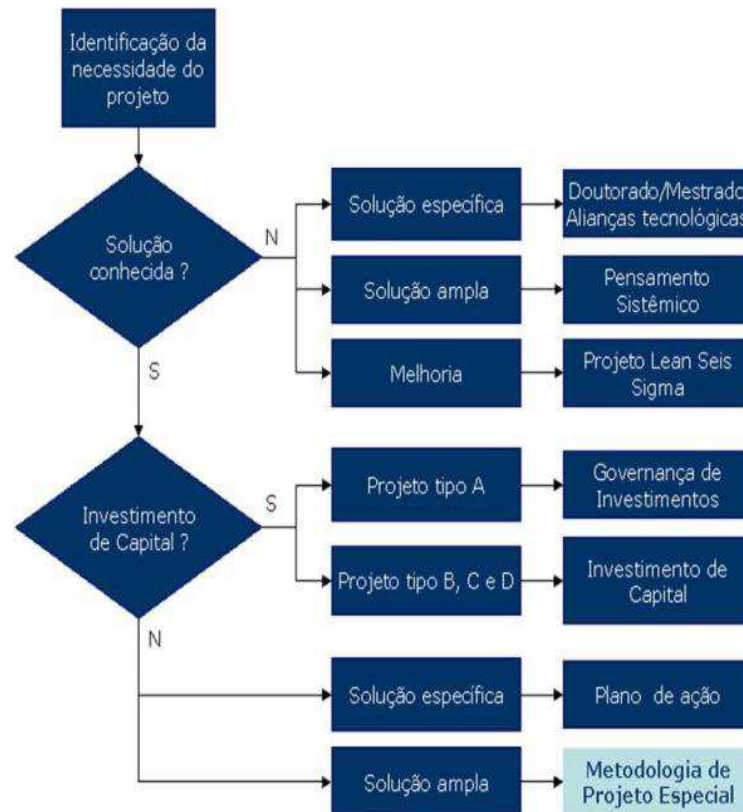 Identificação da
necessidade do
projeto
Solução
conhecida ?
N
S
Solução específica
Doutorado/Mestrado
Alianças tecnológicas
Solução ampla
Pensamento
Sistêmico
Melhoria
Projeto Lean Seis
Sigma
Investimento
de Capital ?
S
N
Projeto tipo A
Governança de
Investimentos
Projeto tipo B, C e D
Investimento de
Capital
Solução específica
Plano de ação
Solução ampla
Metodologia de
Projeto Especial